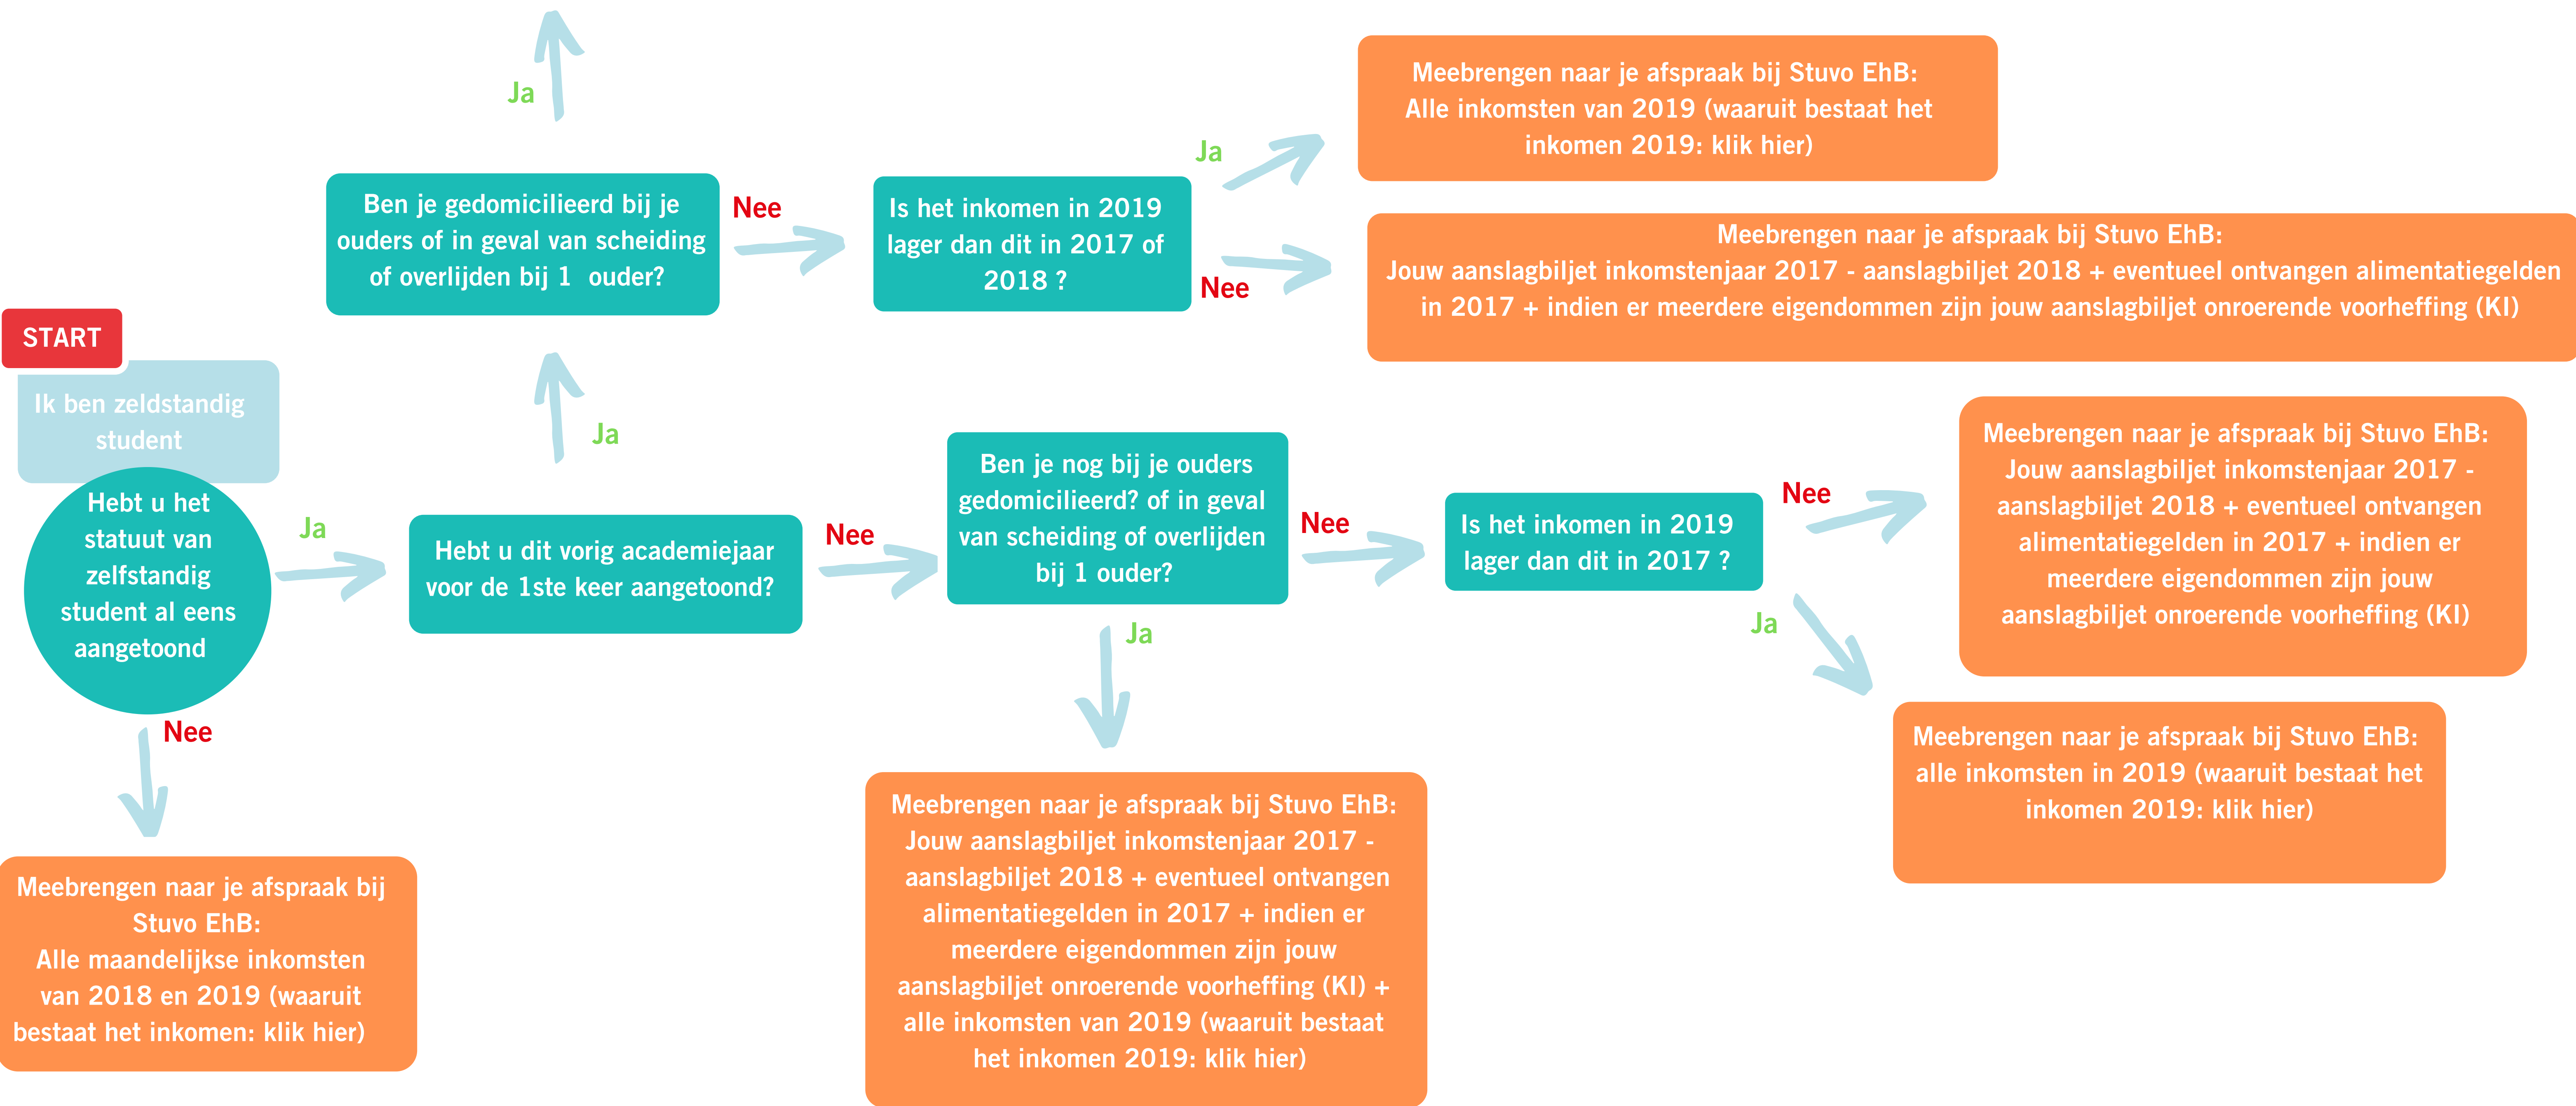 START
Ik ben zeldstandig
student
Hebt u het
statuut van
zelfstandig
student al eens
aangetoond
Nee
Meebrengen naar je afspraak bij
Stuvo EhB:
Alle maandelijkse inkomsten
van 2018 en 2019 (waaruit
bestaat het inkomen: klik hier)
Ja
Hebt u dit vorig academiejaar
voor de 1ste keer aangetoond?
Ja
Ben je gedomicilieerd bij je
ouders of in geval van scheiding
of overlijden bij 1 ouder?
Ja
Nee
Is het inkomen in 2019
lager dan dit in 2017 of
2018 ?
Ja
Meebrengen naar je afspraak bij Stuvo EhB:
Alle inkomsten van 2019 (waaruit bestaat het
inkomen 2019: klik hier)
Nee
Meebrengen naar je afspraak bij Stuvo EhB:
Jouw aanslagbiljet inkomstenjaar 2017 - aanslagbiljet 2018 + eventueel ontvangen alimentatiegelden
in 2017 + indien er meerdere eigendommen zijn jouw aanslagbiljet onroerende voorheffing (KI)
Nee
Ben je nog bij je ouders
gedomicilieerd? of in geval
van scheiding of overlijden
bij 1 ouder?
Ja
Meebrengen naar je afspraak bij Stuvo EhB:
Jouw aanslagbiljet inkomstenjaar 2017 -
aanslagbiljet 2018 + eventueel ontvangen
alimentatiegelden in 2017 + indien er
meerdere eigendommen zijn jouw
aanslagbiljet onroerende voorheffing (KI) +
alle inkomsten van 2019 (waaruit bestaat
het inkomen 2019: klik hier)
Nee
Is het inkomen in 2019
lager dan dit in 2017 ?
Nee
Meebrengen naar je afspraak bij Stuvo EhB:
Jouw aanslagbiljet inkomstenjaar 2017 -
aanslagbiljet 2018 + eventueel ontvangen
alimentatiegelden in 2017 + indien er
meerdere eigendommen zijn jouw
aanslagbiljet onroerende voorheffing (KI)
Ja
Meebrengen naar je afspraak bij Stuvo EhB:
alle inkomsten in 2019 (waaruit bestaat het
inkomen 2019: klik hier)